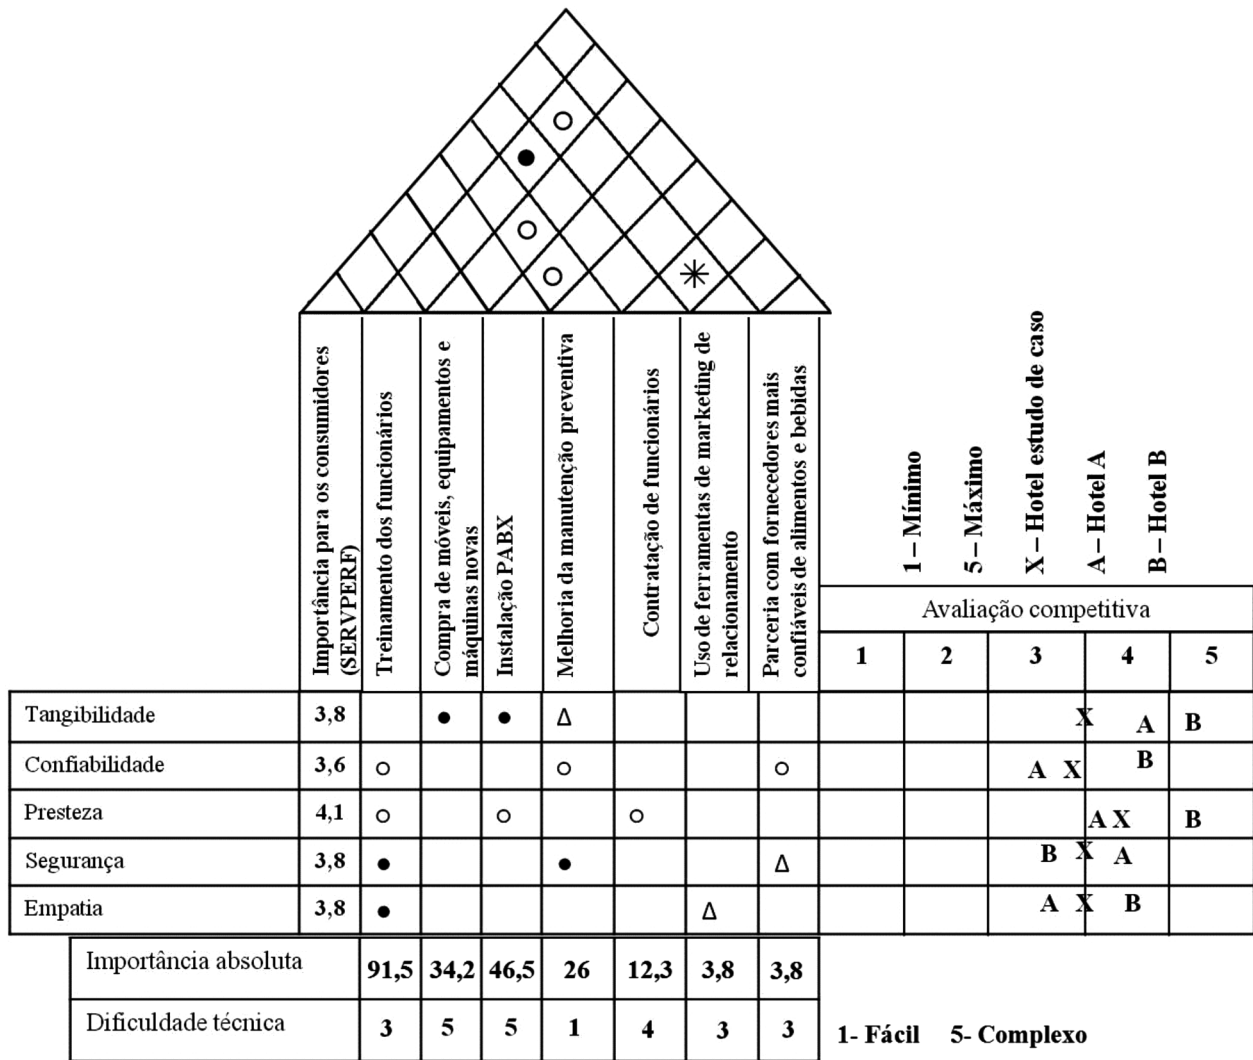 Importância para os consumidores
(SERVPERF)
Treinamento dos funcionários
Compra de móveis, equipamentos e
máquinas novas
Instalação PABX
Melhoria da manutenção preventiva
Contratação de funcionários
Uso de ferramentas de marketing de
relacionamento
Parceria com fornecedores mais
confiáveis de alimentos e bebidas
1 – Mínimo
5 – Máximo
X – Hotel estudo de caso
A – Hotel A
B – Hotel B
Avaliação competitiva
1 2 3 4 5
Tangibilidade 3,8 ● ● Δ X A B
Confiabilidade 3,6 ○ ○ ○ A X B
Presteza 4,1 ○ ○ ○ A X B
Segurança 3,8 ● ● Δ B X A
Empatia 3,8 ● Δ A X B
Importância absoluta 91,5 34,2 46,5 26 12,3 3,8 3,8
Dificuldade técnica 3 5 5 1 4 3 3
1- Fácil 5- Complexo